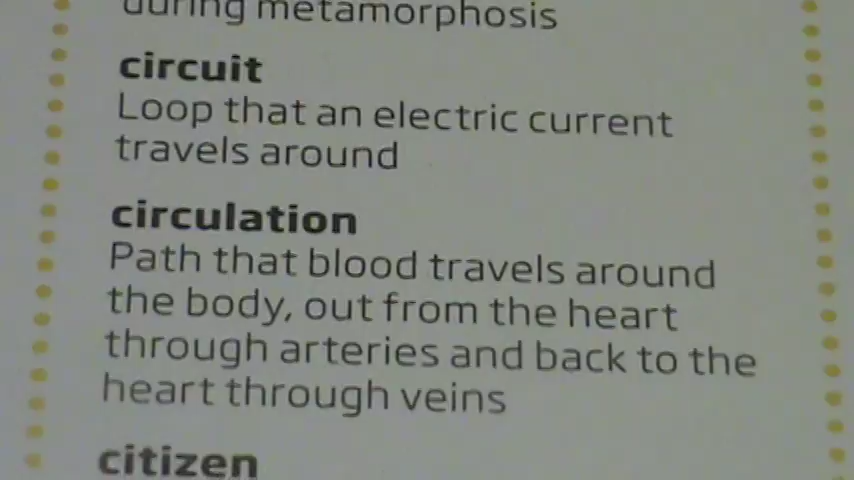 during metamorphosis
circuit
Loop that an electric current
travels around
circulation
Path that blood travels around
the body, out from the heart
through arteries and back to the
heart through veins
citizen